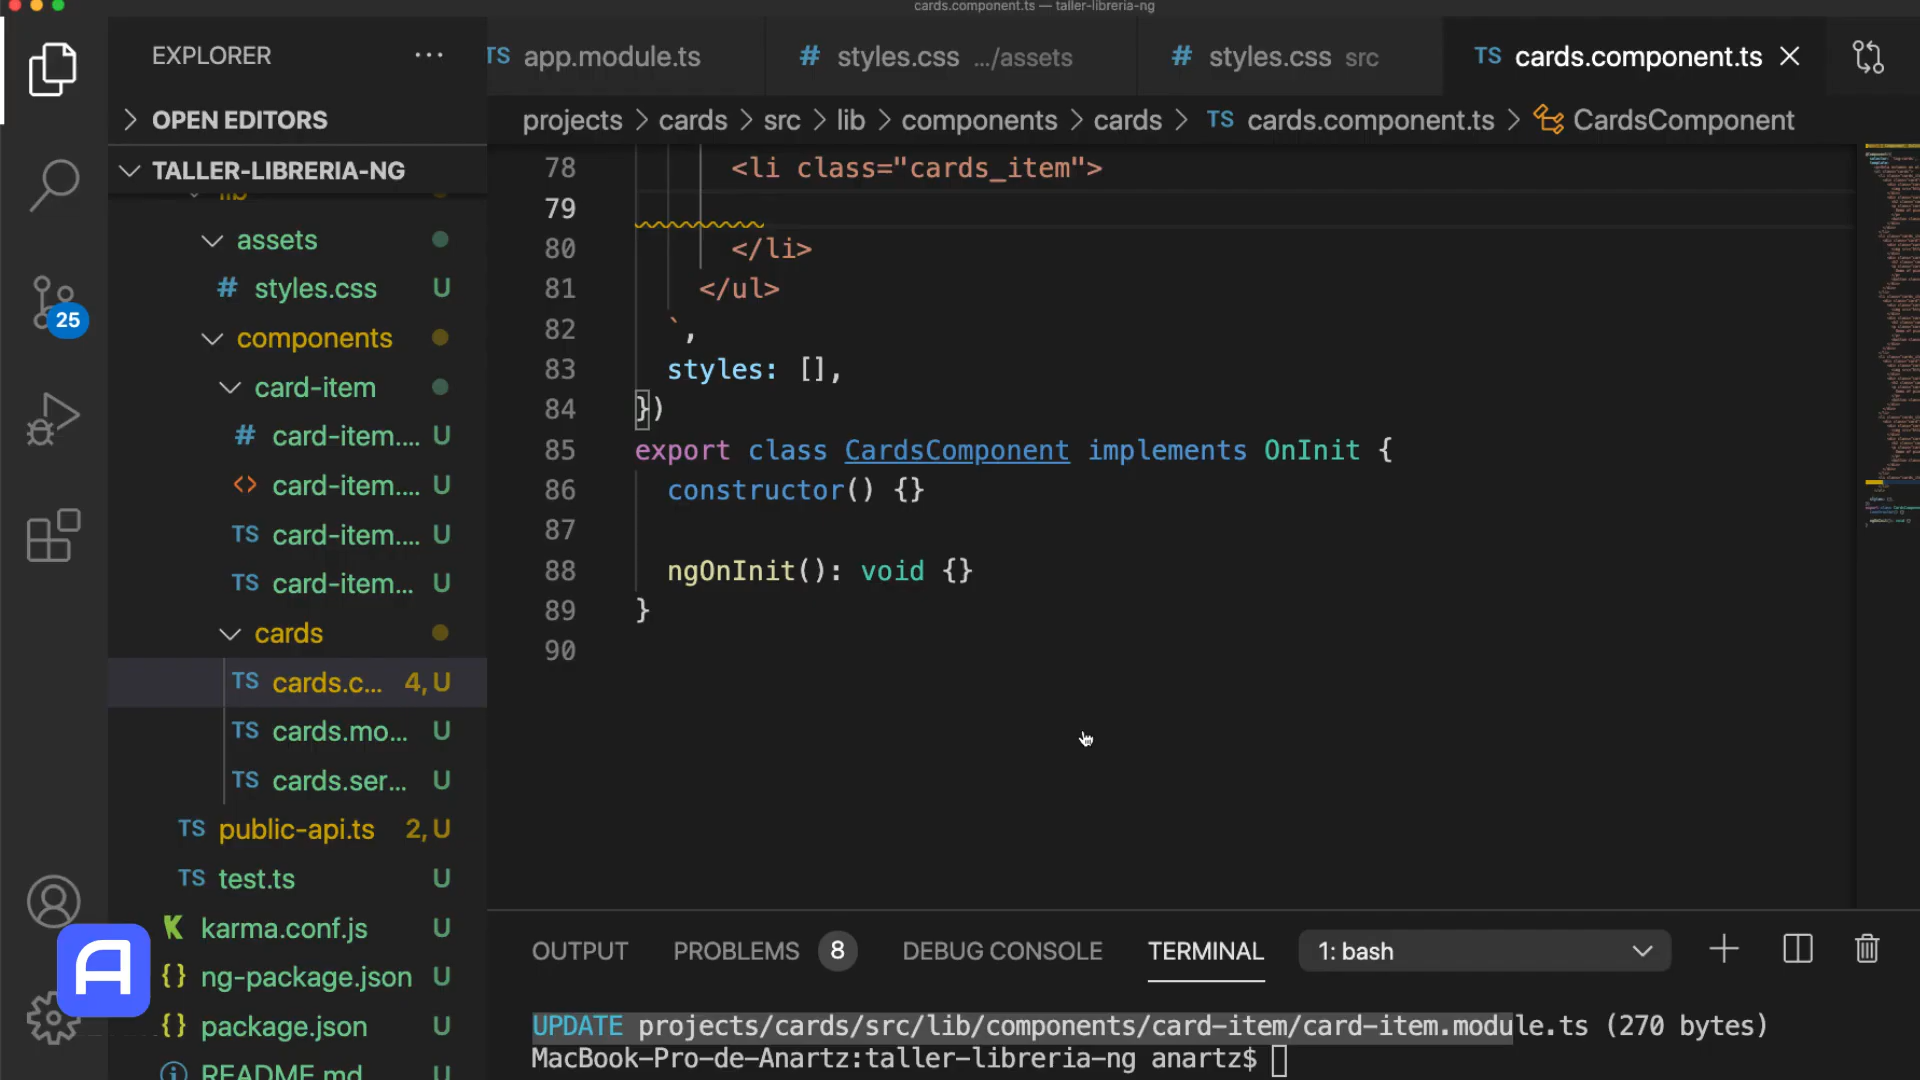 cards.component.ts — taller-libreria-ng
EXPLORER
OPEN EDITORS
TALLER-LIBRERIA-NG
lib
assets
# styles.css U
components
card-item
# card-item.... U
<> card-item.... U
TS card-item.... U
TS card-item... U
cards
TS cards.c... 4, U
TS cards.mo... U
TS cards.ser... U
TS public-api.ts 2, U
TS test.ts U
karma.conf.js U
{} ng-package.json U
{} package.json U
README.md U
25
TS app.module.ts
# styles.css .../assets
# styles.css src
TS cards.component.ts
projects > cards > src > lib > components > cards > TS cards.component.ts > CardsComponent
78 <li class="cards_item">
79
80 </li>
81 </ul>
82 `,
83 styles: [],
84 })
85 export class CardsComponent implements OnInit {
86 constructor() {}
87
88 ngOnInit(): void {}
89 }
90
OUTPUT PROBLEMS 8 DEBUG CONSOLE TERMINAL 1: bash
UPDATE projects/cards/src/lib/components/card-item/card-item.module.ts (270 bytes)
MacBook-Pro-de-Anartz:taller-libreria-ng anartz$